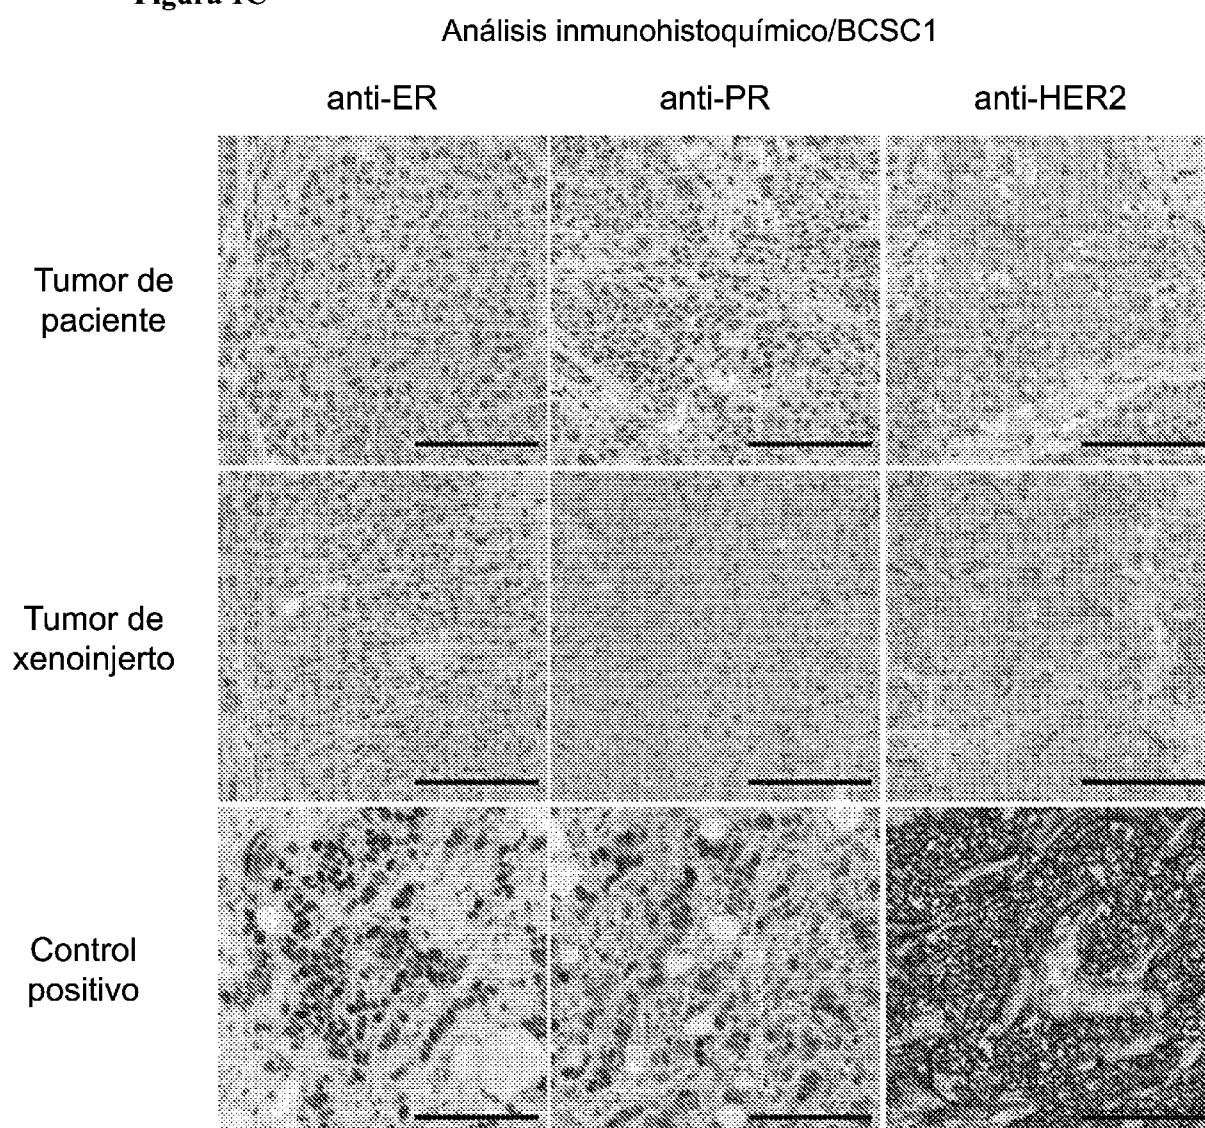 Figura 1C
Análisis inmunohistoquímico/BCSC1
anti-ER anti-PR anti-HER2
Tumor de
paciente
Tumor de
xenoinjerto
Control
positivo